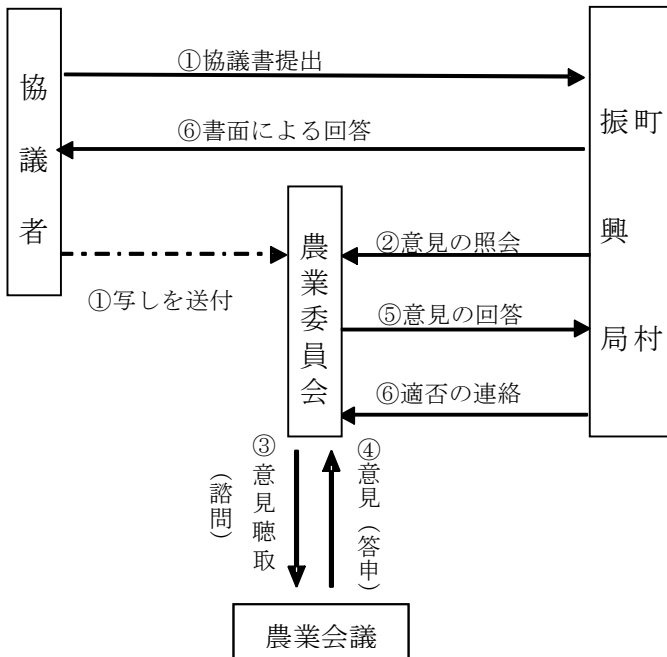 協議者
①協議書提出
⑥書面による回答
①写しを送付
農業委員会
②意見の照会
⑤意見の回答
⑥適否の連絡
町村
振興局
③意見聴取
(諮問)
④意見(答申)
農業会議